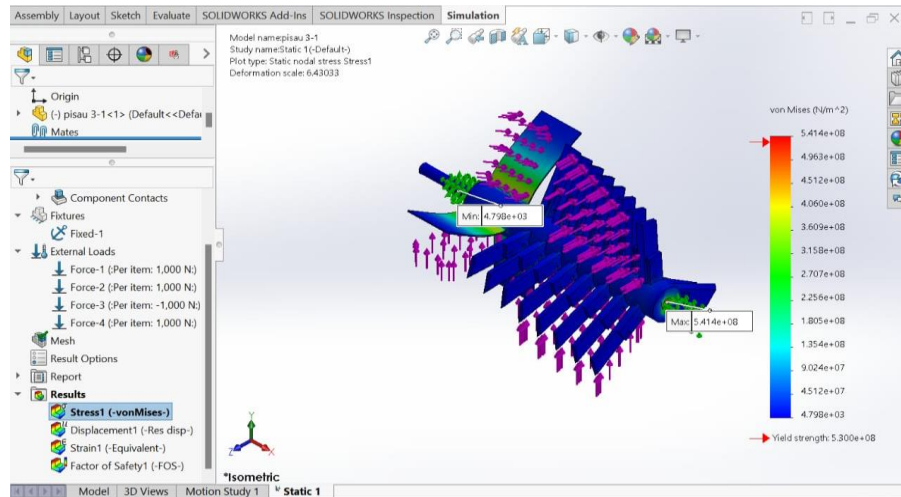 Assembly Layout Sketch Evaluate SOLIDWORKS Add-Ins SOLIDWORKS Inspection Simulation
Model name:pisau 3-1
Study name:Static 1(-Default-)
Plot type: Static nodal stress Stress1
Deformation scale: 6.43033
Origin
(-) pisau 3-1<1> (Default<<Defau
Mates
Component Contacts
Fixtures
Fixed-1
External Loads
Force-1 (:Per item: 1,000 N:)
Force-2 (:Per item: 1,000 N:)
Force-3 (:Per item: -1,000 N:)
Force-4 (:Per item: 1,000 N:)
Mesh
Result Options
Report
Results
Stress1 (-vonMises-)
Displacement1 (-Res disp-)
Strain1 (-Equivalent-)
Factor of Safety1 (-FOS-)
Min: 4.798e+03
Max: 5.414e+08
von Mises (N/m^2)
5.414e+08
4.963e+08
4.512e+08
4.060e+08
3.609e+08
3.158e+08
2.707e+08
2.256e+08
1.805e+08
1.354e+08
9.024e+07
4.512e+07
4.798e+03
Yield strength: 5.300e+08
Y
Z X
*Isometric
Model 3D Views Motion Study 1 Static 1